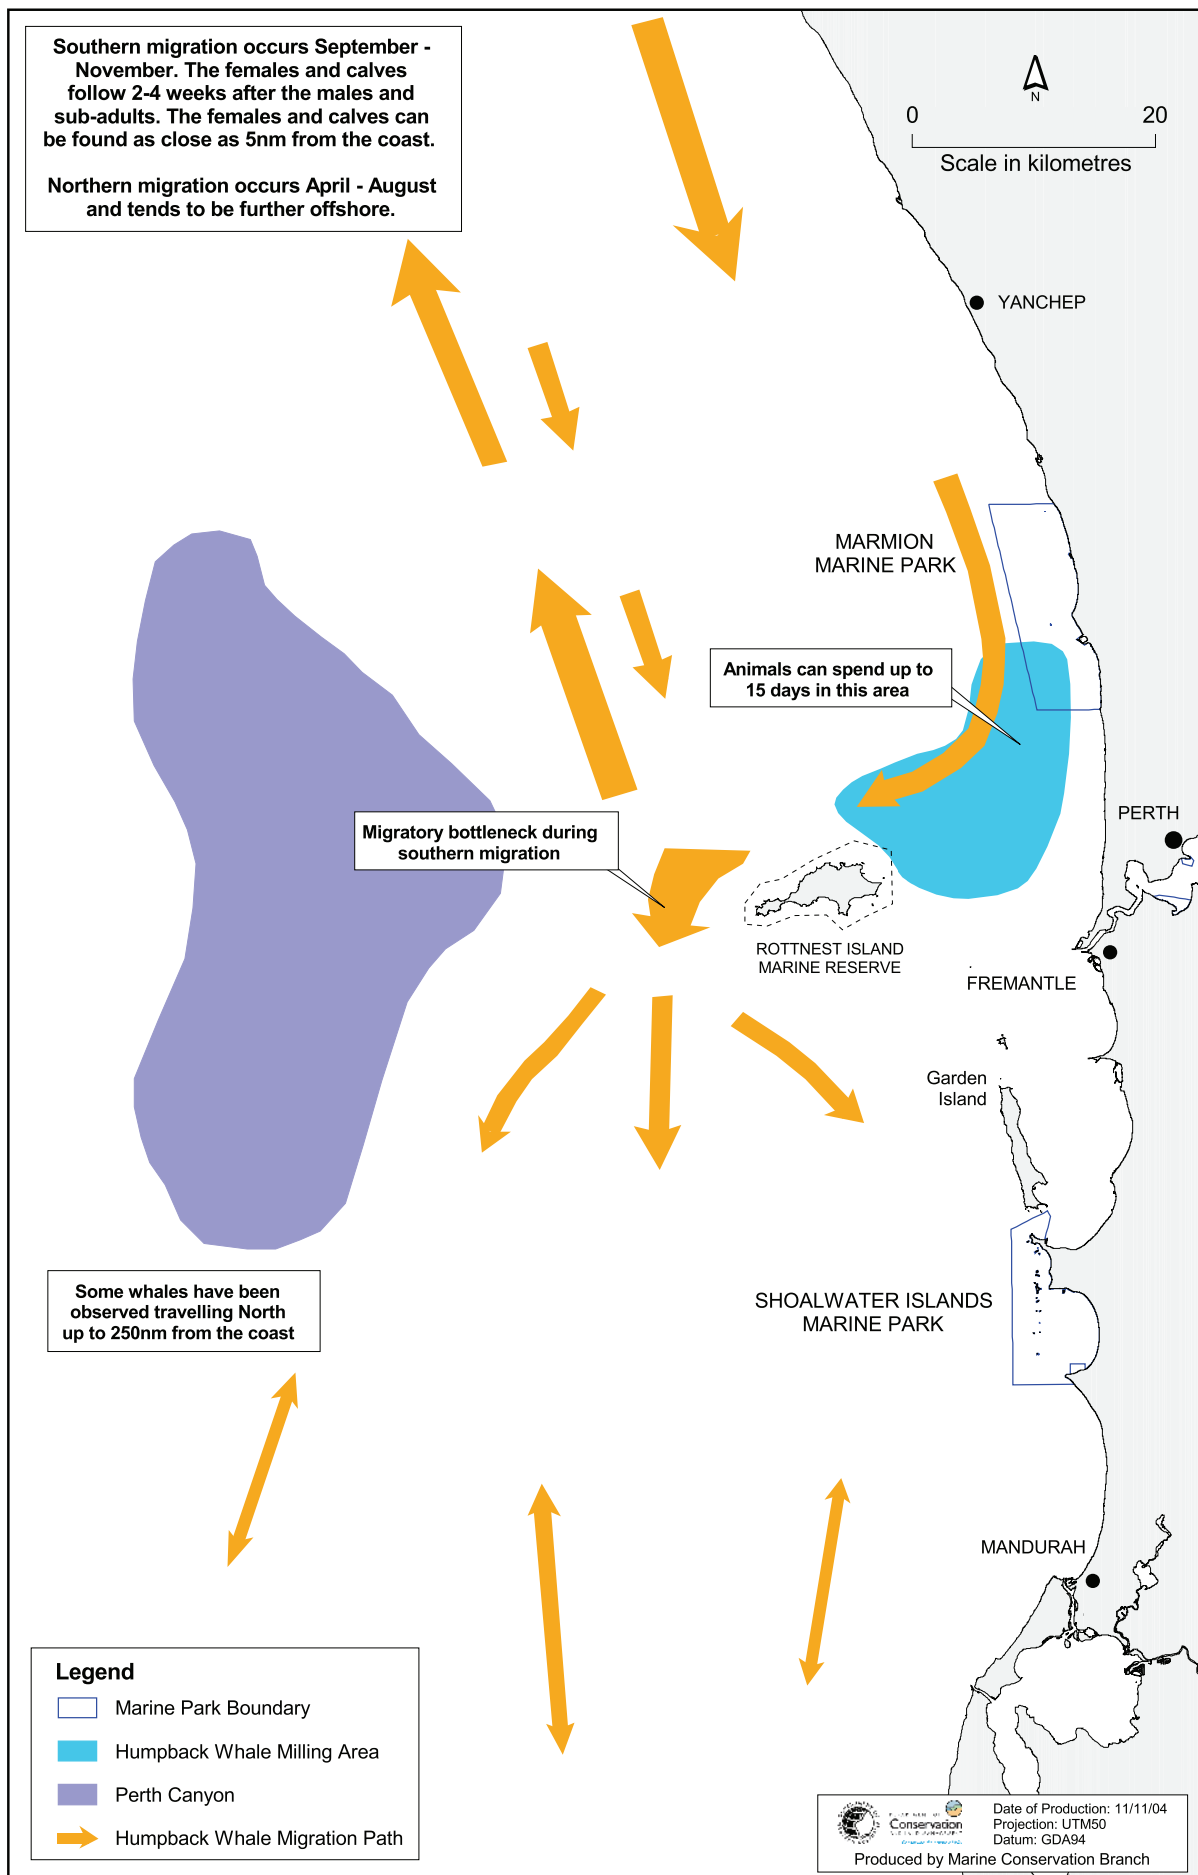 Southern migration occurs September -
November. The females and calves
follow 2-4 weeks after the males and
sub-adults. The females and calves can
be found as close as 5nm from the coast.
Northern migration occurs April - August
and tends to be further offshore.
N
0 20
Scale in kilometres
YANCHEP
MARMION
MARINE PARK
Animals can spend up to
15 days in this area
PERTH
Migratory bottleneck during
southern migration
ROTTNEST ISLAND
MARINE RESERVE
FREMANTLE
Garden
Island
Some whales have been
observed travelling North
up to 250nm from the coast
SHOALWATER ISLANDS
MARINE PARK
MANDURAH
Legend
Marine Park Boundary
Humpback Whale Milling Area
Perth Canyon
Humpback Whale Migration Path
Conservation
Date of Production: 11/11/04
Projection: UTM50
Datum: GDA94
Produced by Marine Conservation Branch